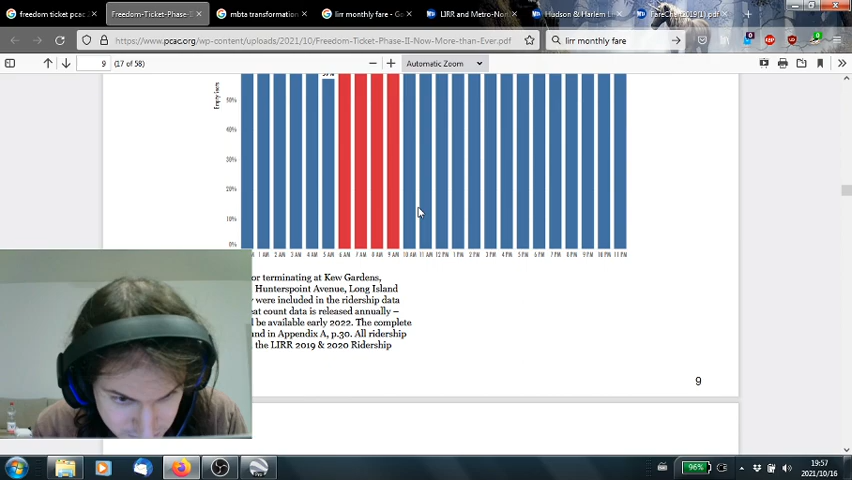 freedom ticket pcac
Freedom-Ticket-Phase-II
mbta transformation
lirr monthly fare - Go
LIRR and Metro-Nor
Hudson & Harlem L
FareChart2019(1).pdf
https://www.pcac.org/wp-content/uploads/2021/10/Freedom-Ticket-Phase-II-Now-More-than-Ever.pdf
lirr monthly fare
9 (17 of 58)
Automatic Zoom
50%
40%
30%
20%
10%
0%
1 AM 2 AM 3 AM 4 AM 5 AM 6 AM 7 AM 8 AM 9 AM 10 AM 11 AM 12 PM 1 PM 2 PM 3 PM 4 PM 5 PM 6 PM 7 PM 8 PM 9 PM 10 PM 11 PM
or terminating at Kew Gardens,
Hunterspoint Avenue, Long Island
were included in the ridership data
eat count data is released annually –
be available early 2022. The complete
und in Appendix A, p.30. All ridership
the LIRR 2019 & 2020 Ridership
9
96%
19:57
2021/10/16